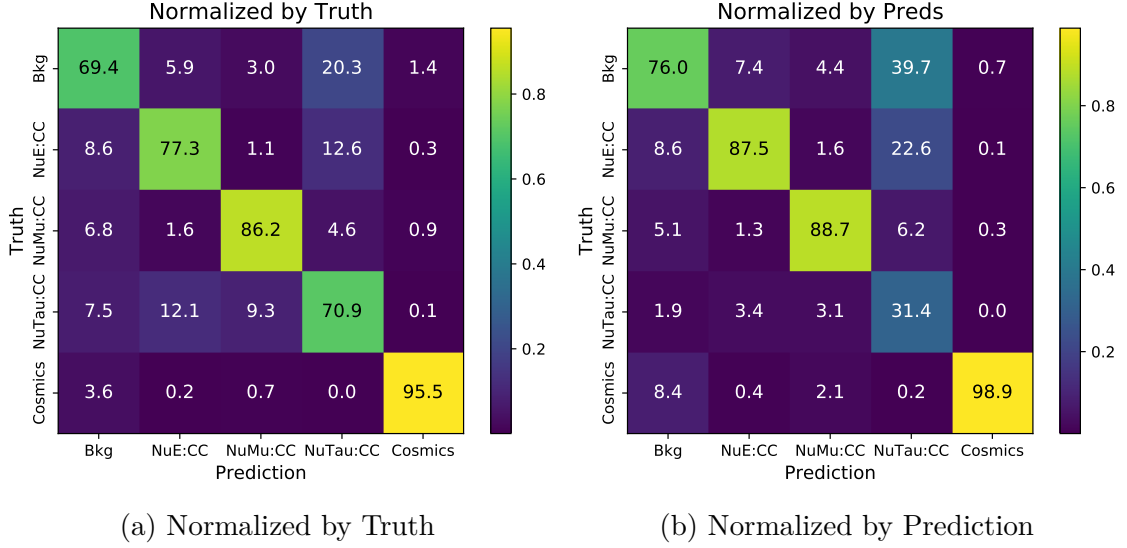 Normalized by Truth
Bkg 69.4 5.9 3.0 20.3 1.4
NuE:CC 8.6 77.3 1.1 12.6 0.3
NuMu:CC 6.8 1.6 86.2 4.6 0.9
NuTau:CC 7.5 12.1 9.3 70.9 0.1
Cosmics 3.6 0.2 0.7 0.0 95.5
Truth
Bkg NuE:CC NuMu:CC NuTau:CC Cosmics
Prediction
0.8
0.6
0.4
0.2
(a) Normalized by Truth
Normalized by Preds
Bkg 76.0 7.4 4.4 39.7 0.7
NuE:CC 8.6 87.5 1.6 22.6 0.1
NuMu:CC 5.1 1.3 88.7 6.2 0.3
NuTau:CC 1.9 3.4 3.1 31.4 0.0
Cosmics 8.4 0.4 2.1 0.2 98.9
Truth
Bkg NuE:CC NuMu:CC NuTau:CC Cosmics
Prediction
0.8
0.6
0.4
0.2
(b) Normalized by Prediction